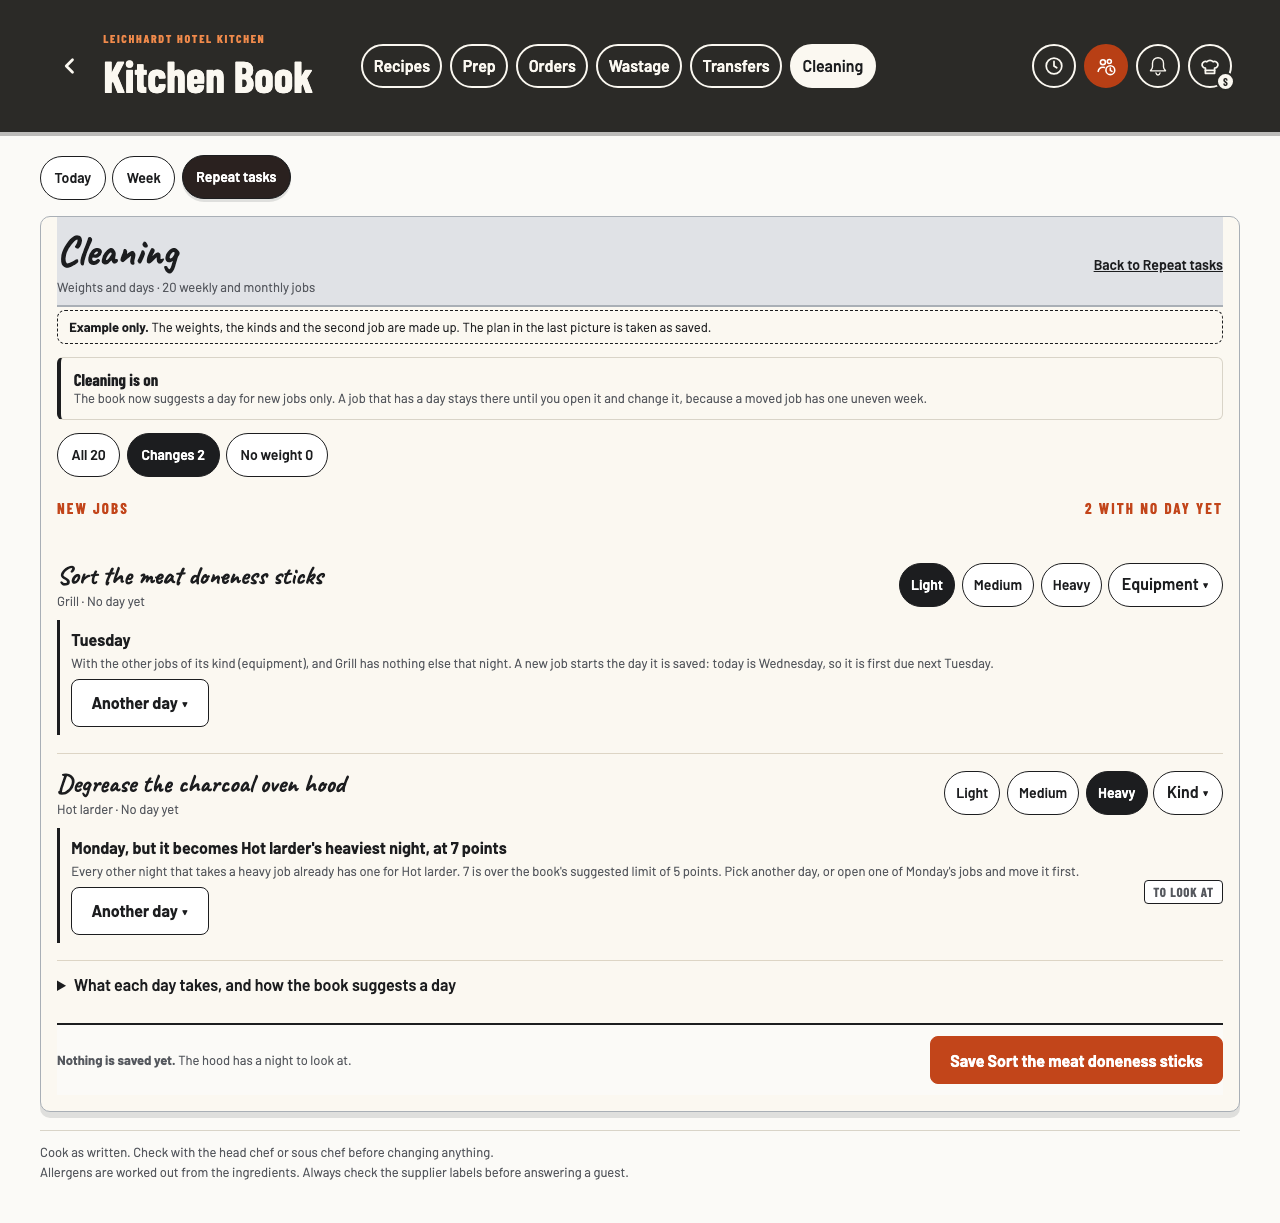 LEICHHARDT HOTEL KITCHEN
Kitchen Book
Recipes
Prep
Orders
Wastage
Transfers
Cleaning
S
Today
Week
Repeat tasks
Cleaning
Weights and days · 20 weekly and monthly jobs
Back to Repeat tasks
Example only. The weights, the kinds and the second job are made up. The plan in the last picture is taken as saved.
Cleaning is on
The book now suggests a day for new jobs only. A job that has a day stays there until you open it and change it, because a moved job has one uneven week.
All 20
Changes 2
No weight 0
NEW JOBS
2 WITH NO DAY YET
Sort the meat doneness sticks
Grill · No day yet
Light
Medium
Heavy
Equipment ▾
Tuesday
With the other jobs of its kind (equipment), and Grill has nothing else that night. A new job starts the day it is saved: today is Wednesday, so it is first due next Tuesday.
Another day ▾
Degrease the charcoal oven hood
Hot larder · No day yet
Light
Medium
Heavy
Kind ▾
Monday, but it becomes Hot larder's heaviest night, at 7 points
Every other night that takes a heavy job already has one for Hot larder. 7 is over the book's suggested limit of 5 points. Pick another day, or open one of Monday's jobs and move it first.
TO LOOK AT
Another day ▾
▶ What each day takes, and how the book suggests a day
Nothing is saved yet. The hood has a night to look at.
Save Sort the meat doneness sticks
Cook as written. Check with the head chef or sous chef before changing anything.
Allergens are worked out from the ingredients. Always check the supplier labels before answering a guest.